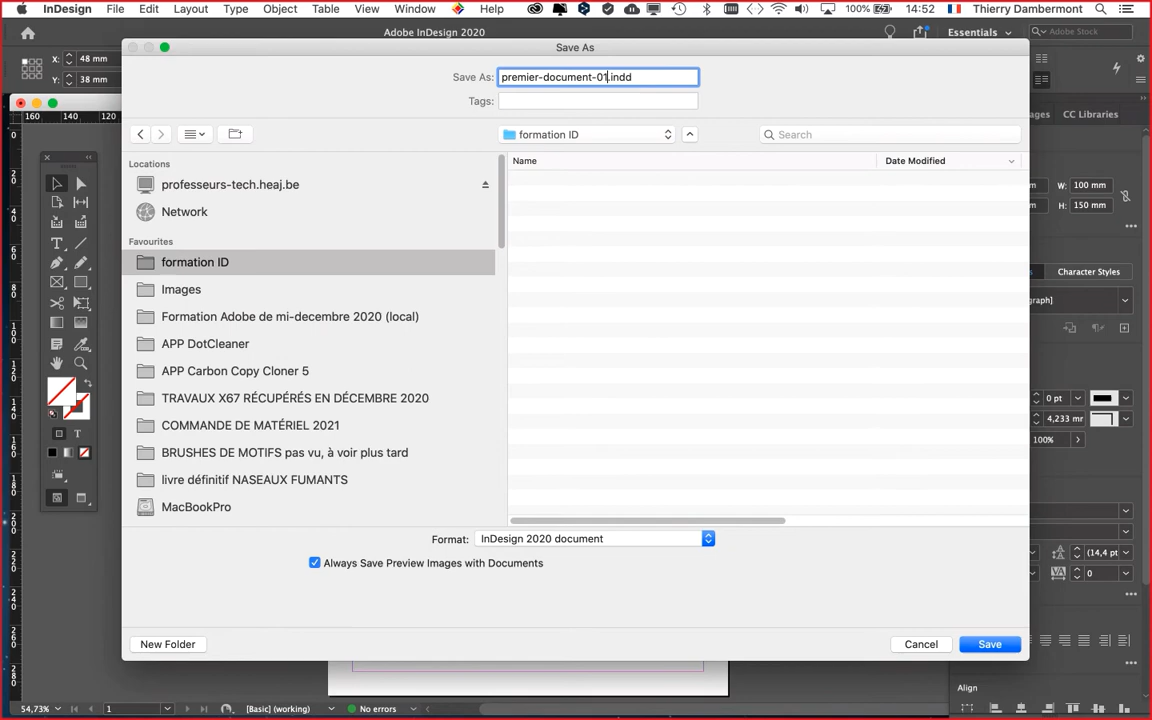 InDesign File Edit Layout Type Object Table View Window Help 100% 14:52 Thierry Dambermont
Adobe InDesign 2020 Essentials Adobe Stock
X: 48 mm
Y: 38 mm
Save As
Save As: premier-document-01.indd
Tags:
formation ID
Search
Locations
professeurs-tech.heaj.be
Network
Favourites
formation ID
Images
Formation Adobe de mi-decembre 2020 (local)
APP DotCleaner
APP Carbon Copy Cloner 5
TRAVAUX X67 RÉCUPÉRÉS EN DÉCEMBRE 2020
COMMANDE DE MATÉRIEL 2021
BRUSHES DE MOTIFS pas vu, à voir plus tard
livre définitif NASEAUX FUMANTS
MacBookPro
Name Date Modified
Format: InDesign 2020 document
Always Save Preview Images with Documents
New Folder Cancel Save
160 140 120
ages CC Libraries
W: 100 mm
H: 150 mm
Character Styles
graph]
0 pt
4,233 mm
100%
(14,4 pt)
0
Align
54,73% 1 [Basic] (working) No errors